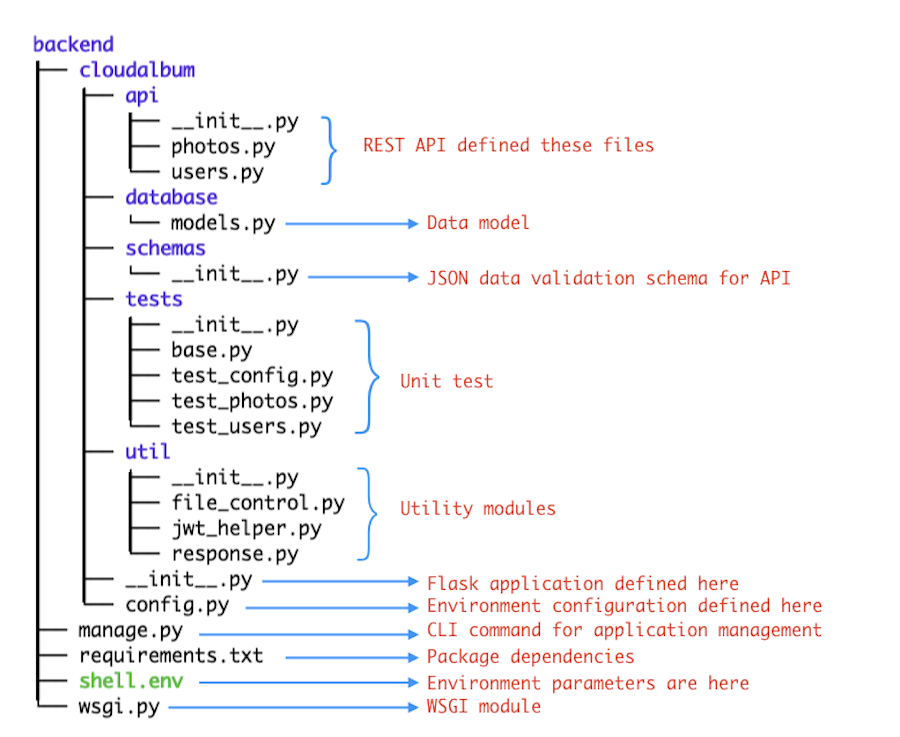 backend
cloudalbum
api
__init__.py
photos.py
users.py
REST API defined these files
database
models.py Data model
schemas
__init__.py JSON data validation schema for API
tests
__init__.py
base.py
test_config.py
test_photos.py
test_users.py
Unit test
util
__init__.py
file_control.py
jwt_helper.py
response.py
Utility modules
__init__.py Flask application defined here
config.py Environment configuration defined here
manage.py CLI command for application management
requirements.txt Package dependencies
shell.env Environment parameters are here
wsgi.py WSGI module